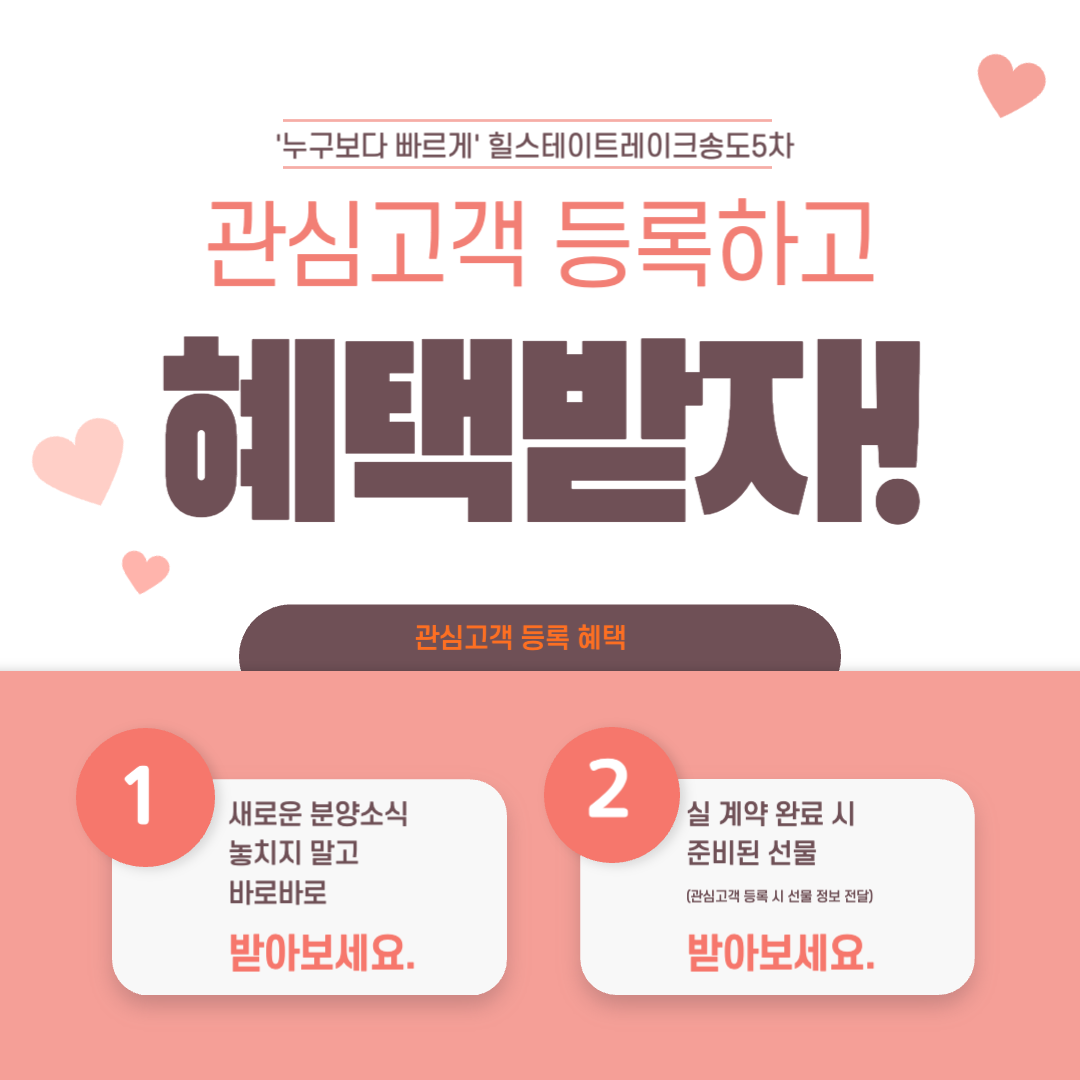 '누구보다 빠르게' 힐스테이트레이크송도5차
관심고객 등록하고
혜택받자!
관심고객 등록 혜택
1
새로운 분양소식
놓치지 말고
바로바로
받아보세요.
2
실 계약 완료 시
준비된 선물
(관심고객 등록 시 선물 정보 전달)
받아보세요.